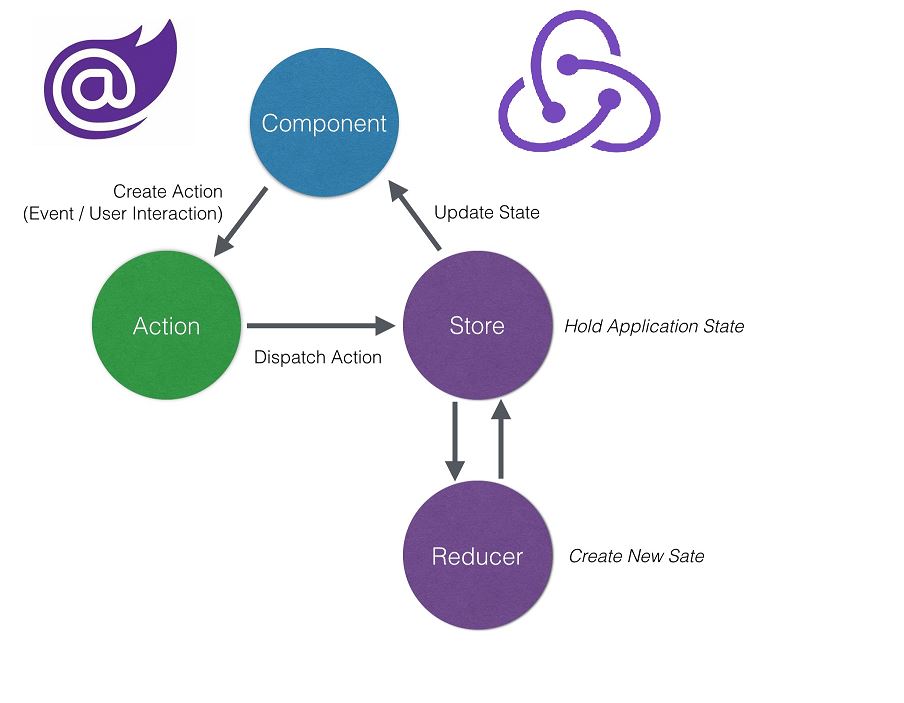 @
Component
Create Action
(Event / User Interaction)
Update State
Action
Store
Hold Application State
Dispatch Action
Reducer
Create New Sate